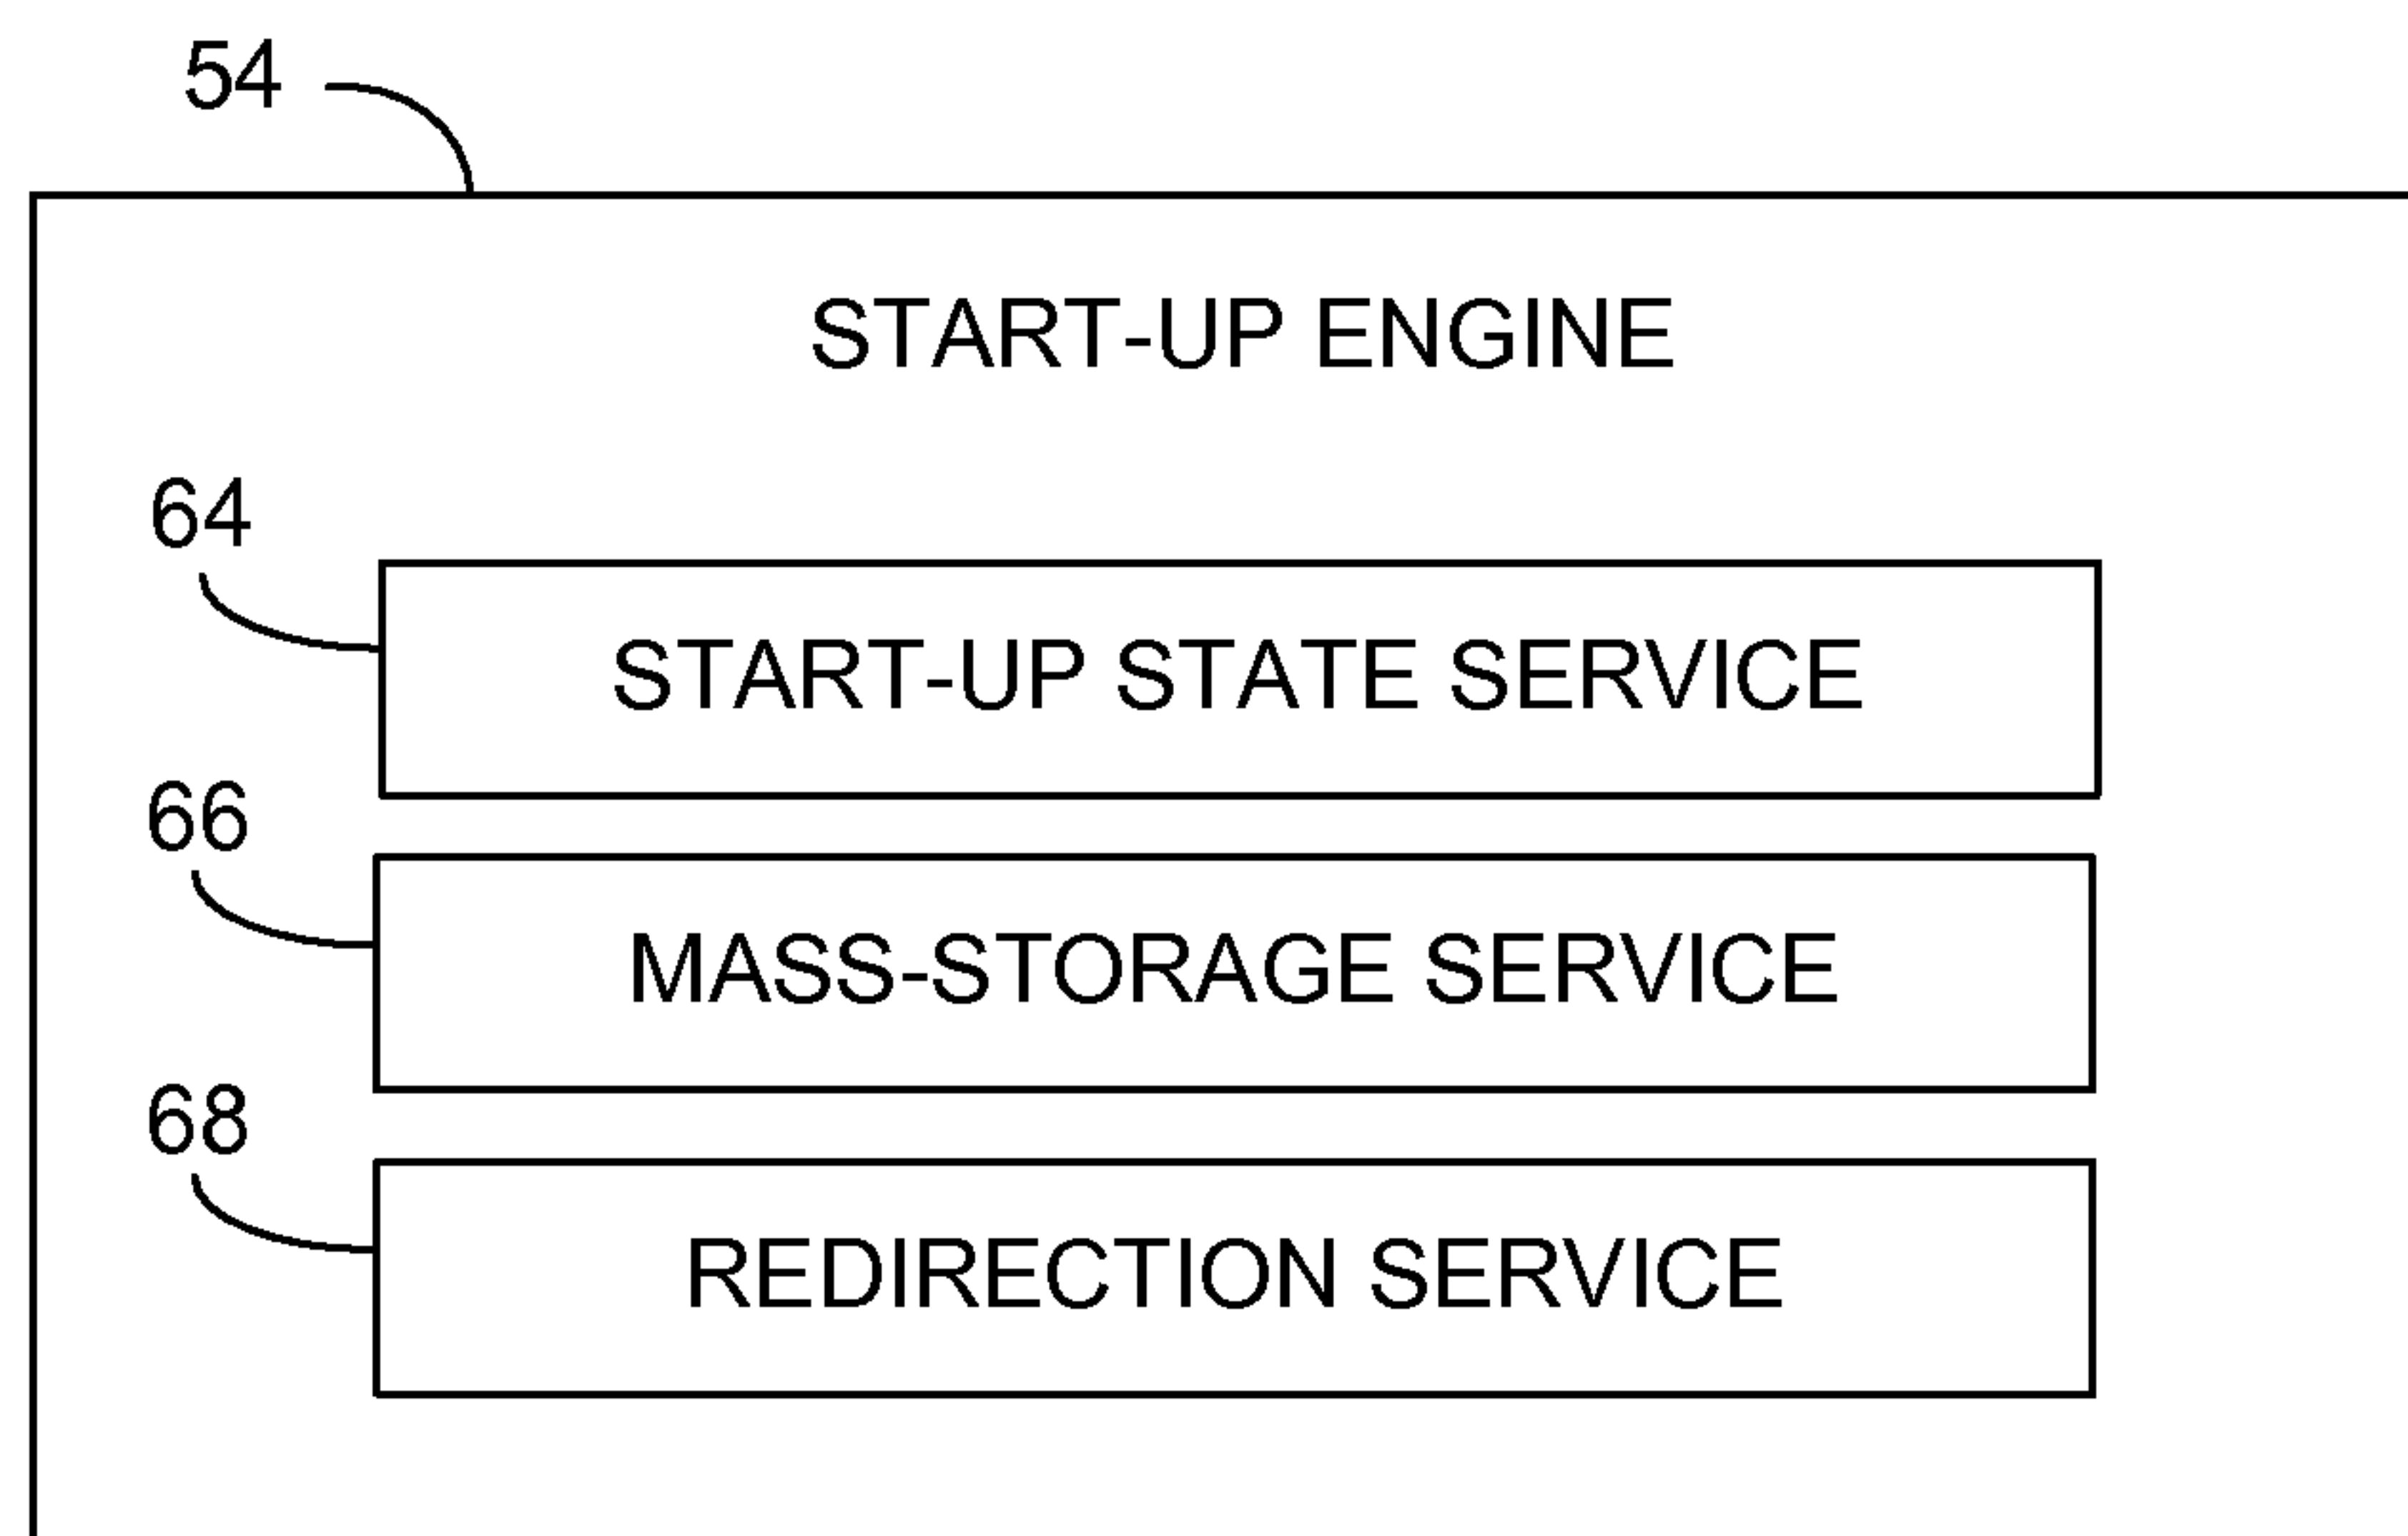 54
START-UP ENGINE
64
START-UP STATE SERVICE
66
MASS-STORAGE SERVICE
68
REDIRECTION SERVICE